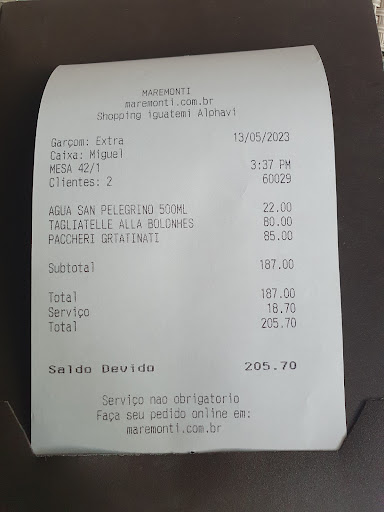 MAREMONTI
maremonti.com.br
Shopping iguatemi Alphavi
Garçom: Extra 13/05/2023
Caixa: Miguel
MESA 42/1 3:37 PM
Clientes: 2 60029
AGUA SAN PELEGRINO 500ML 22.00
TAGLIATELLE ALLA BOLONHES 80.00
PACCHERI GRTATINATI 85.00
Subtotal 187.00
Total 187.00
Serviço 18.70
Total 205.70
Saldo Devido 205.70
Serviço nao obrigatorio
Faça seu pedido online em:
maremonti.com.br